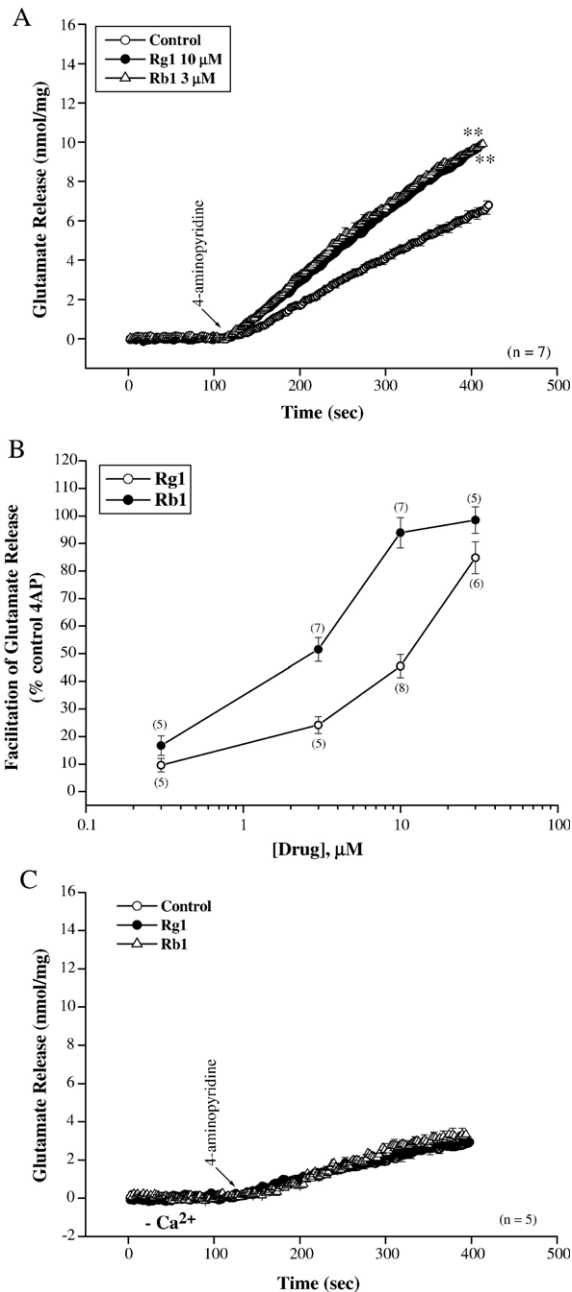 A
Control
Rg1 10 μM
Rb1 3 μM
Glutamate Release (nmol/mg)
16
14
12
10
8
6
4
2
0
**
**
4-aminopyridine
(n = 7)
0 100 200 300 400 500
Time (sec)
B
Rg1
Rb1
Facilitation of Glutamate Release
(% control 4AP)
120
110
100
90
80
70
60
50
40
30
20
10
0
(5)
(5)
(7)
(5)
(7)
(8)
(5)
(6)
0.1 1 10 100
[Drug], μM
C
Control
Rg1
Rb1
Glutamate Release (nmol/mg)
16
14
12
10
8
6
4
2
0
-2
4-aminopyridine
- Ca2+
(n = 5)
0 100 200 300 400 500
Time (sec)